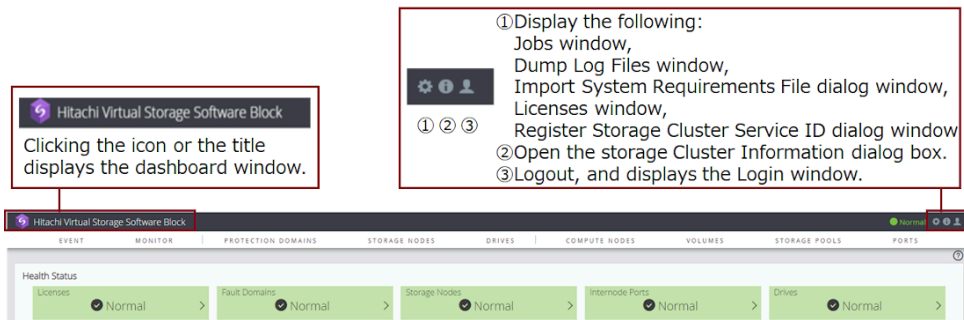 ①Display the following:
Jobs window,
Dump Log Files window,
Import System Requirements File dialog window,
Licenses window,
Register Storage Cluster Service ID dialog window
②Open the storage Cluster Information dialog box.
③Logout, and displays the Login window.
① ② ③
Hitachi Virtual Storage Software Block
Clicking the icon or the title
displays the dashboard window.
Hitachi Virtual Storage Software Block Normal
EVENT MONITOR PROTECTION DOMAINS STORAGE NODES DRIVES COMPUTE NODES VOLUMES STORAGE POOLS PORTS
Health Status
Licenses Fault Domains Storage Nodes Internode Ports Drives
Normal Normal Normal Normal Normal